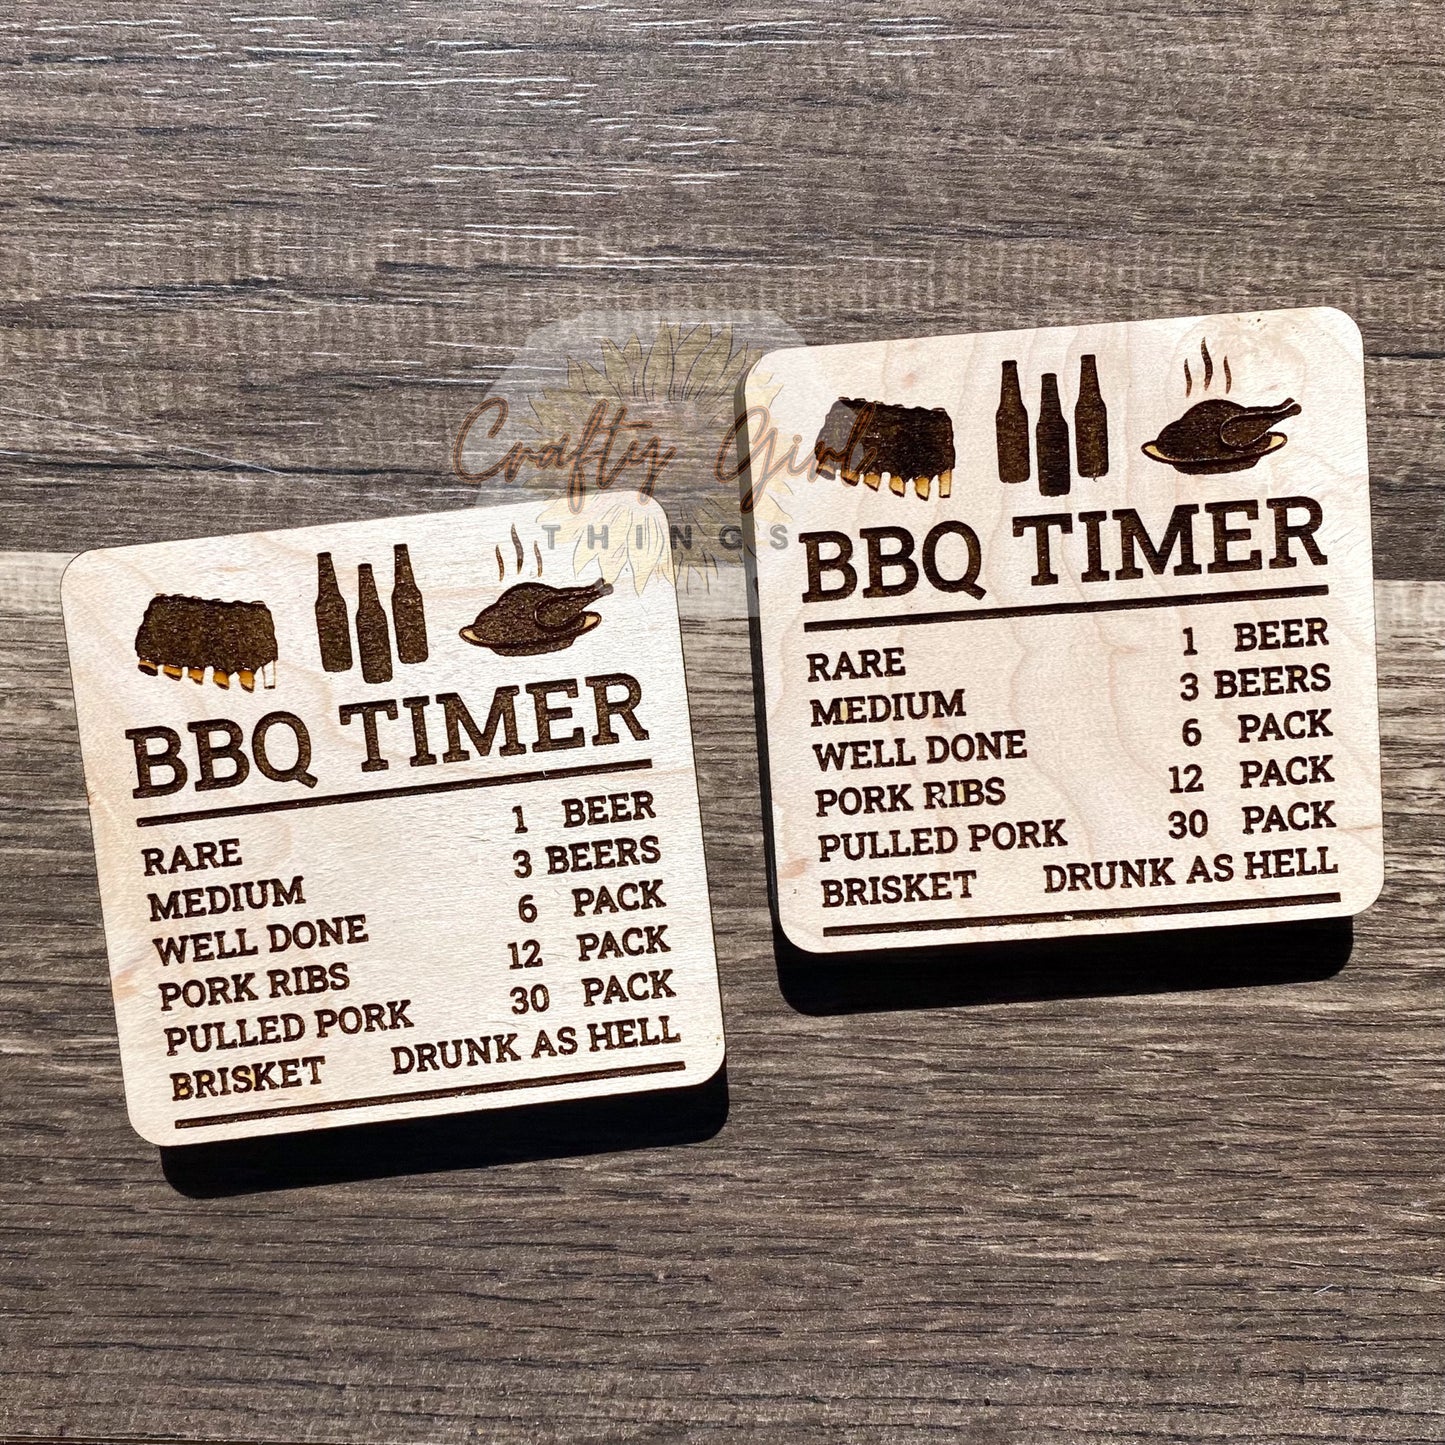 Crafty Girl
THINGS
BBQ TIMER
RARE 1 BEER
MEDIUM 3 BEERS
WELL DONE 6 PACK
PORK RIBS 12 PACK
PULLED PORK 30 PACK
BRISKET DRUNK AS HELL
BBQ TIMER
RARE 1 BEER
MEDIUM 3 BEERS
WELL DONE 6 PACK
PORK RIBS 12 PACK
PULLED PORK 30 PACK
BRISKET DRUNK AS HELL